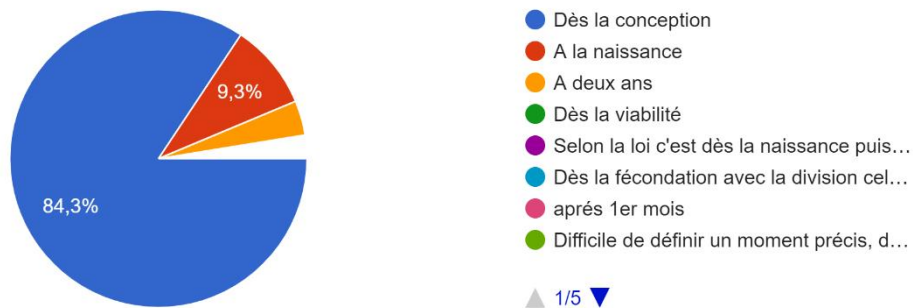 84,3%
9,3%
Dès la conception
A la naissance
A deux ans
Dès la viabilité
Selon la loi c'est dès la naissance puis…
Dès la fécondation avec la division cel…
aprés 1er mois
Difficile de définir un moment précis, d…
1/5